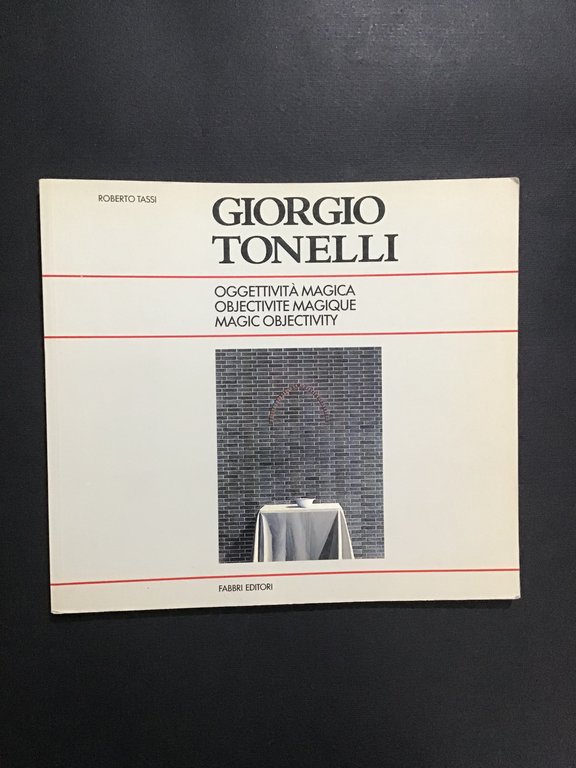 ROBERTO TASSI
GIORGIO
TONELLI
OGGETTIVITÀ MAGICA
OBJECTIVITE MAGIQUE
MAGIC OBJECTIVITY
FABBRI EDITORI